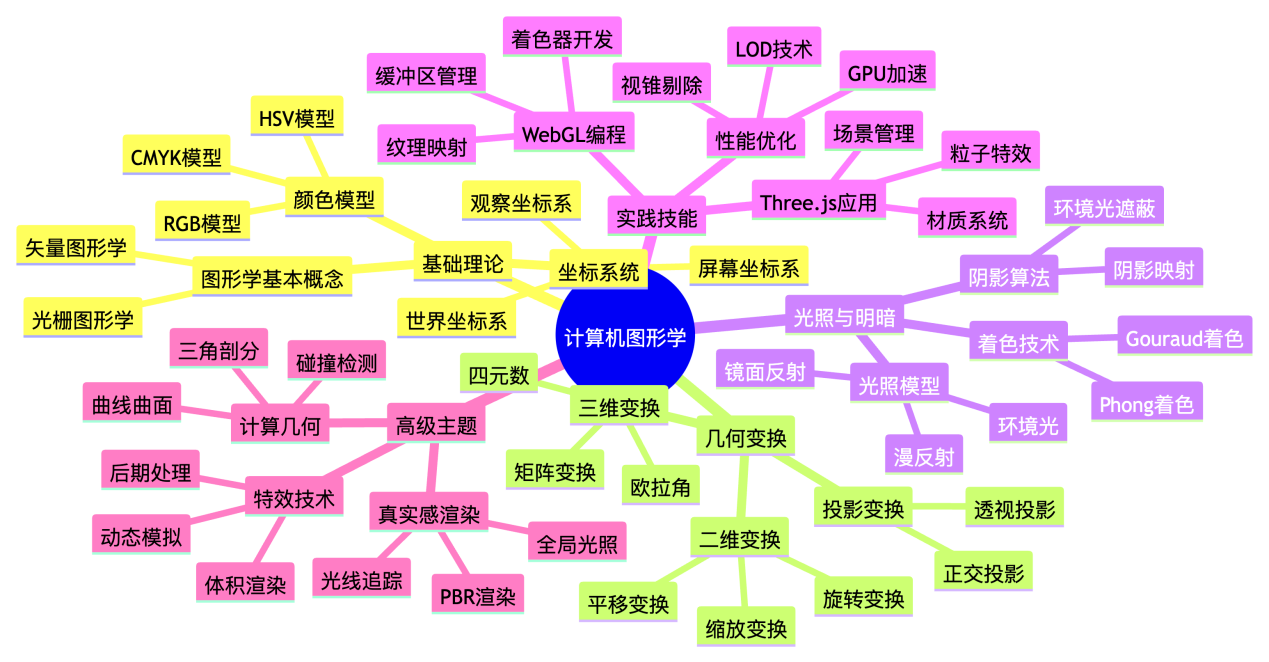 计算机图形学
基础理论
图形学基本概念
矢量图形学
光栅图形学
颜色模型
RGB模型
CMYK模型
HSV模型
坐标系统
世界坐标系
观察坐标系
屏幕坐标系
几何变换
二维变换
平移变换
缩放变换
旋转变换
三维变换
矩阵变换
欧拉角
四元数
投影变换
正交投影
透视投影
光照与明暗
光照模型
环境光
漫反射
镜面反射
着色技术
Gouraud着色
Phong着色
阴影算法
阴影映射
环境光遮蔽
高级主题
真实感渲染
光线追踪
全局光照
PBR渲染
计算几何
曲线曲面
三角剖分
碰撞检测
特效技术
后期处理
动态模拟
体积渲染
实践技能
WebGL编程
着色器开发
缓冲区管理
纹理映射
Three.js应用
场景管理
粒子特效
材质系统
性能优化
LOD技术
视锥剔除
GPU加速